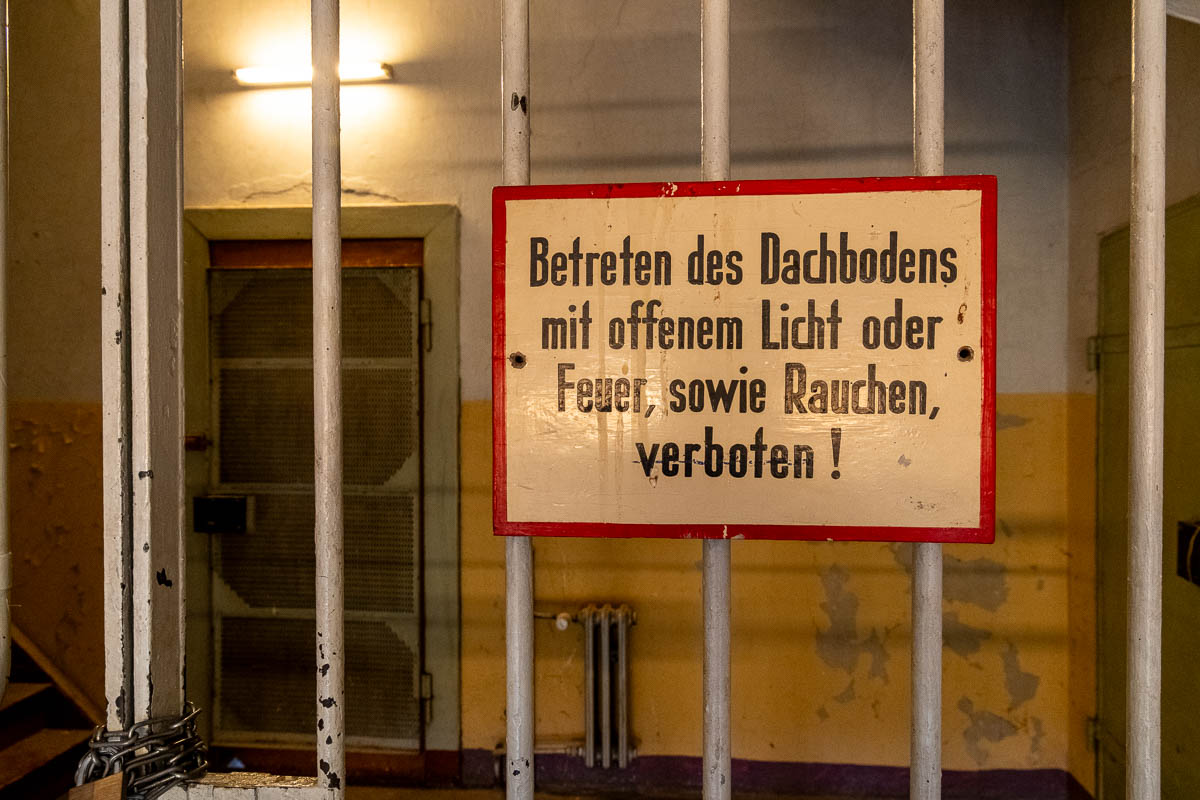 Betreten des Dachbodens
mit offenem Licht oder
Feuer, sowie Rauchen,
verboten !